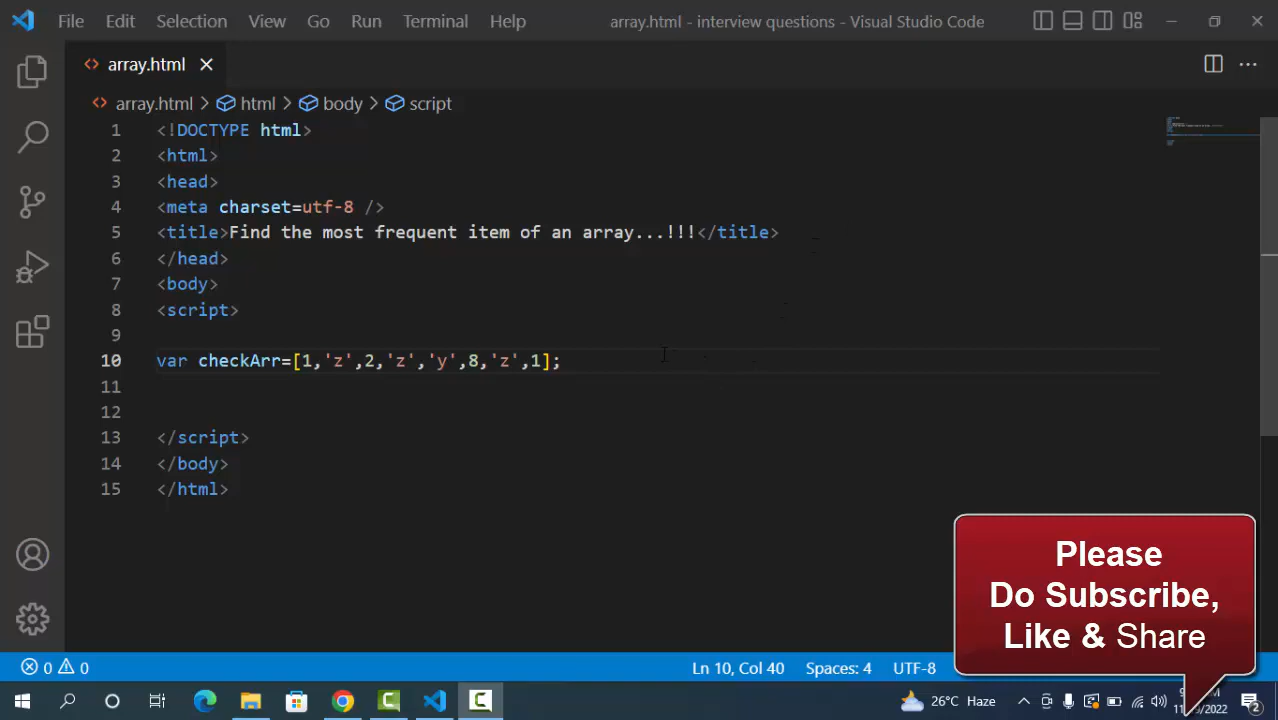 File Edit Selection View Go Run Terminal Help array.html - interview questions - Visual Studio Code
array.html
array.html > html > body > script
1 <!DOCTYPE html>
2 <html>
3 <head>
4 <meta charset=utf-8 />
5 <title>Find the most frequent item of an array...!!!</title>
6 </head>
7 <body>
8 <script>
9
10 var checkArr=[1,'z',2,'z','y',8,'z',1];
11
12
13 </script>
14 </body>
15 </html>
Please
Do Subscribe,
Like & Share
0 0 Ln 10, Col 40 Spaces: 4 UTF-8
26°C Haze
2